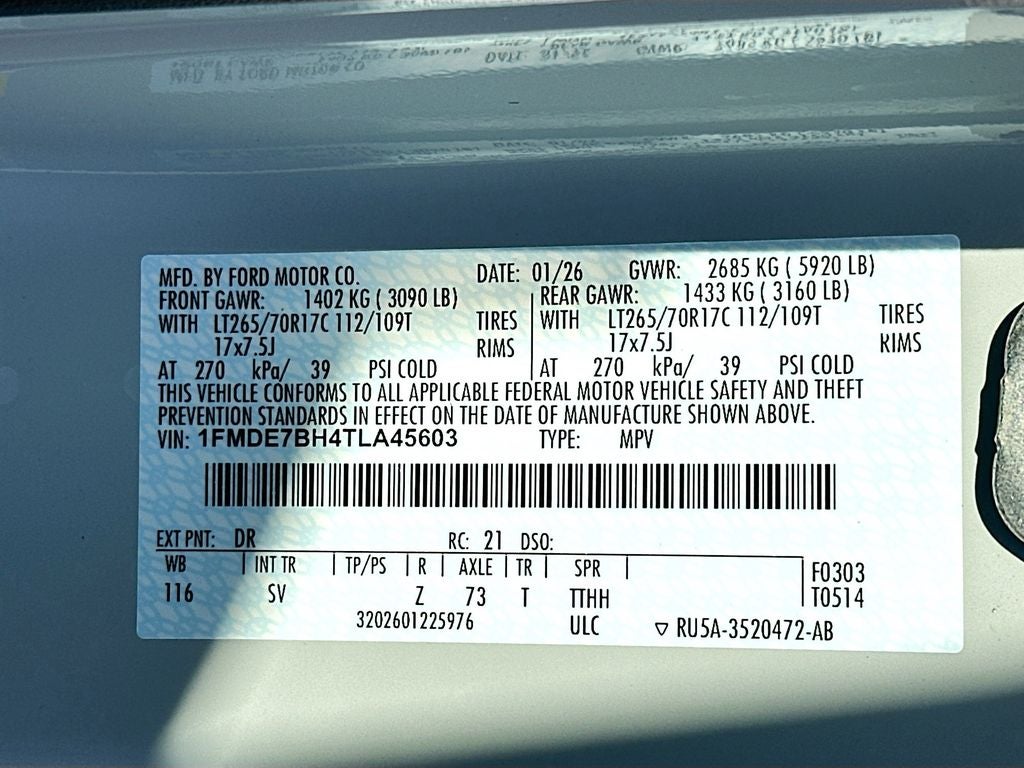 MFD. BY FORD MOTOR CO. DATE: 01/26 GVWR: 2685 KG ( 5920 LB)
FRONT GAWR: 1402 KG ( 3090 LB) REAR GAWR: 1433 KG ( 3160 LB)
WITH LT265/70R17C 112/109T TIRES WITH LT265/70R17C 112/109T TIRES
17x7.5J RIMS 17x7.5J RIMS
AT 270 kPa/ 39 PSI COLD AT 270 kPa/ 39 PSI COLD
THIS VEHICLE CONFORMS TO ALL APPLICABLE FEDERAL MOTOR VEHICLE SAFETY AND THEFT
PREVENTION STANDARDS IN EFFECT ON THE DATE OF MANUFACTURE SHOWN ABOVE.
VIN: 1FMDE7BH4TLA45603 TYPE: MPV
EXT PNT: DR RC: 21 DSO:
WB INT TR TP/PS R AXLE TR SPR F0303
116 SV Z 73 T TTHH T0514
3202601225976 ULC ▽ RU5A-3520472-AB